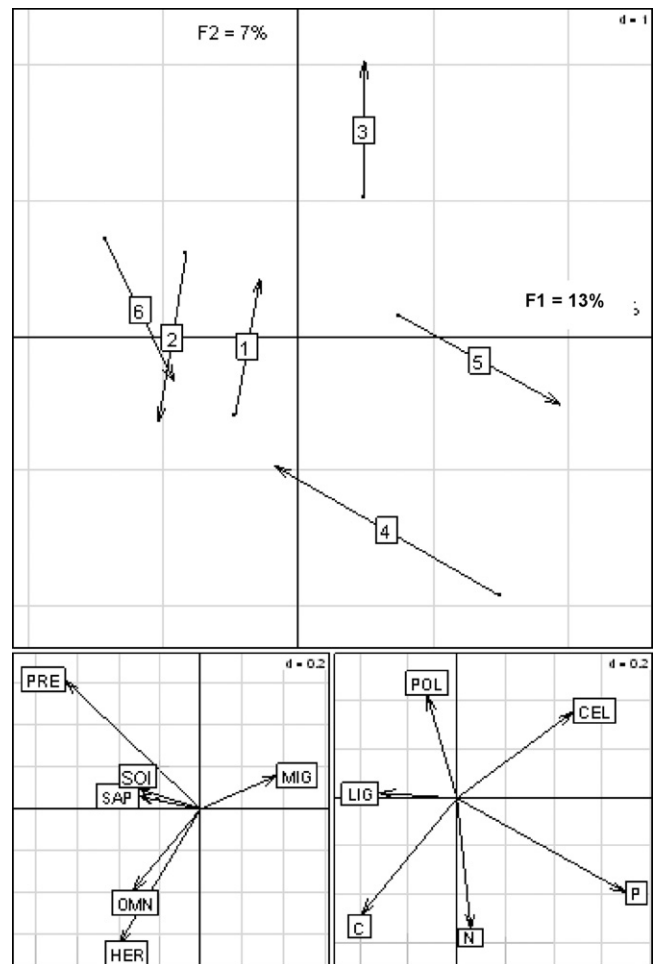 F2 = 7%
d = 1
3
F1 = 13%
6
2
1
5
4
d = 0.2
PRE
SOI
SAP
MIG
OMN
HER
d = 0.2
POL
CEL
LIG
P
C
N